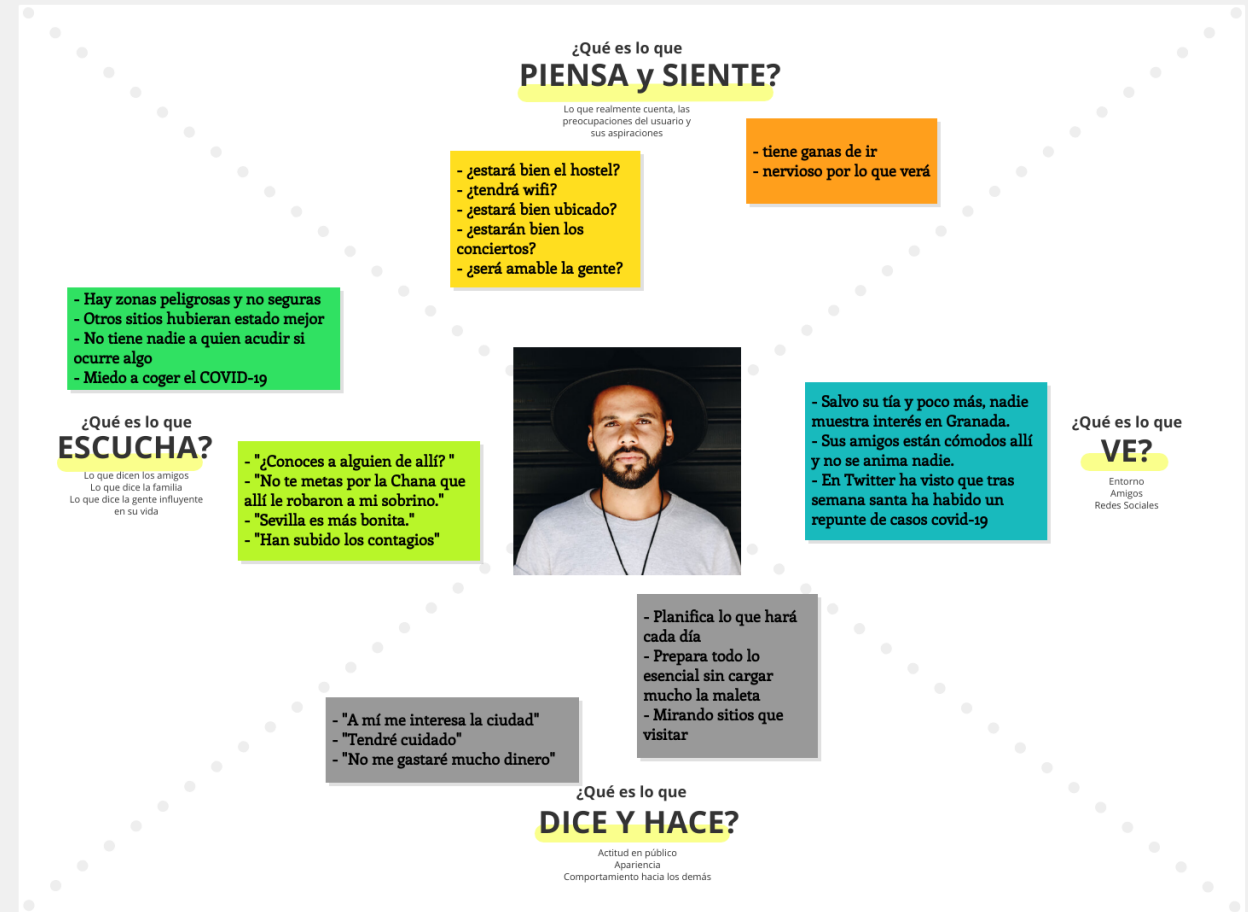 ¿Qué es lo que
PIENSA y SIENTE?
Lo que realmente cuenta, las
preocupaciones del usuario y
sus aspiraciones
- ¿estará bien el hostel?
- ¿tendrá wifi?
- ¿estará bien ubicado?
- ¿estarán bien los
conciertos?
- ¿será amable la gente?
- tiene ganas de ir
- nervioso por lo que verá
- Hay zonas peligrosas y no seguras
- Otros sitios hubieran estado mejor
- No tiene nadie a quien acudir si
ocurre algo
- Miedo a coger el COVID-19
¿Qué es lo que
ESCUCHA?
Lo que dicen los amigos
Lo que dice la familia
Lo que dice la gente influyente
en su vida
- "¿Conoces a alguien de allí? "
- "No te metas por la Chana que
allí le robaron a mi sobrino."
- "Sevilla es más bonita."
- "Han subido los contagios"
- Salvo su tía y poco más, nadie
muestra interés en Granada.
- Sus amigos están cómodos allí
y no se anima nadie.
- En Twitter ha visto que tras
semana santa ha habido un
repunte de casos covid-19
¿Qué es lo que
VE?
Entorno
Amigos
Redes Sociales
- Planifica lo que hará
cada día
- Prepara todo lo
esencial sin cargar
mucho la maleta
- Mirando sitios que
visitar
- "A mí me interesa la ciudad"
- "Tendré cuidado"
- "No me gastaré mucho dinero"
¿Qué es lo que
DICE Y HACE?
Actitud en público
Apariencia
Comportamiento hacia los demás